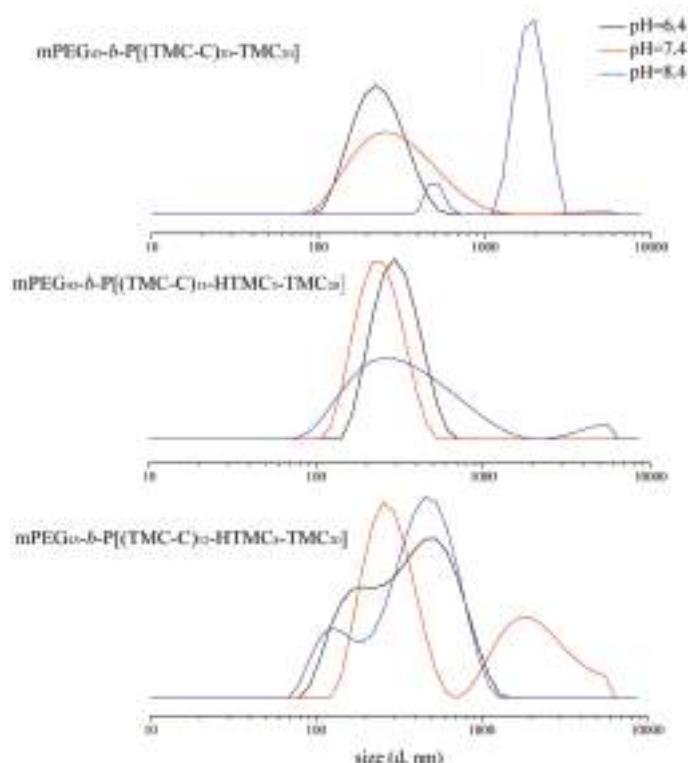 mPEG-b-P[(TMC-C)-TMC]
pH=6.4
pH=7.4
pH=8.4
10 100 1000 10000
mPEG-b-P[(TMC-C)-HTMC-TMC]
10 100 1000 10000
mPEG-b-P[(TMC-C)-HTMC-TMC]
10 100 1000 10000
size (d, nm)